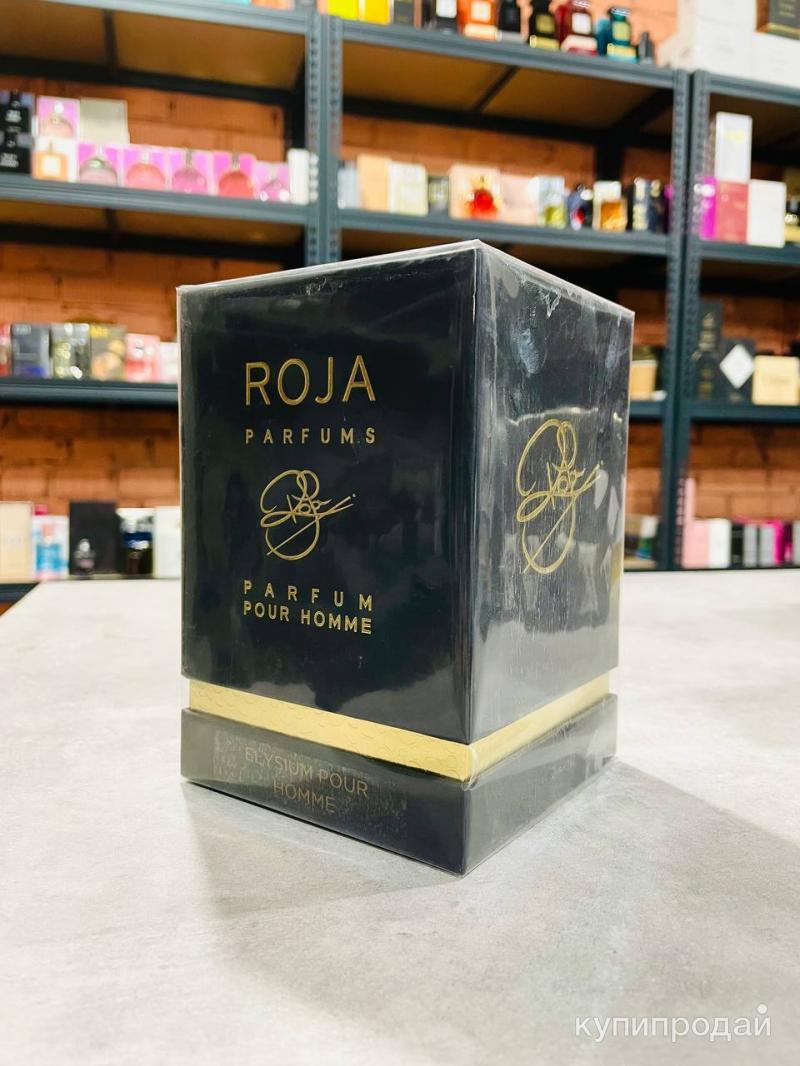 ROJA
PARFUMS
PARFUM
POUR HOMME
ELYSIUM POUR
HOMME
купипродай